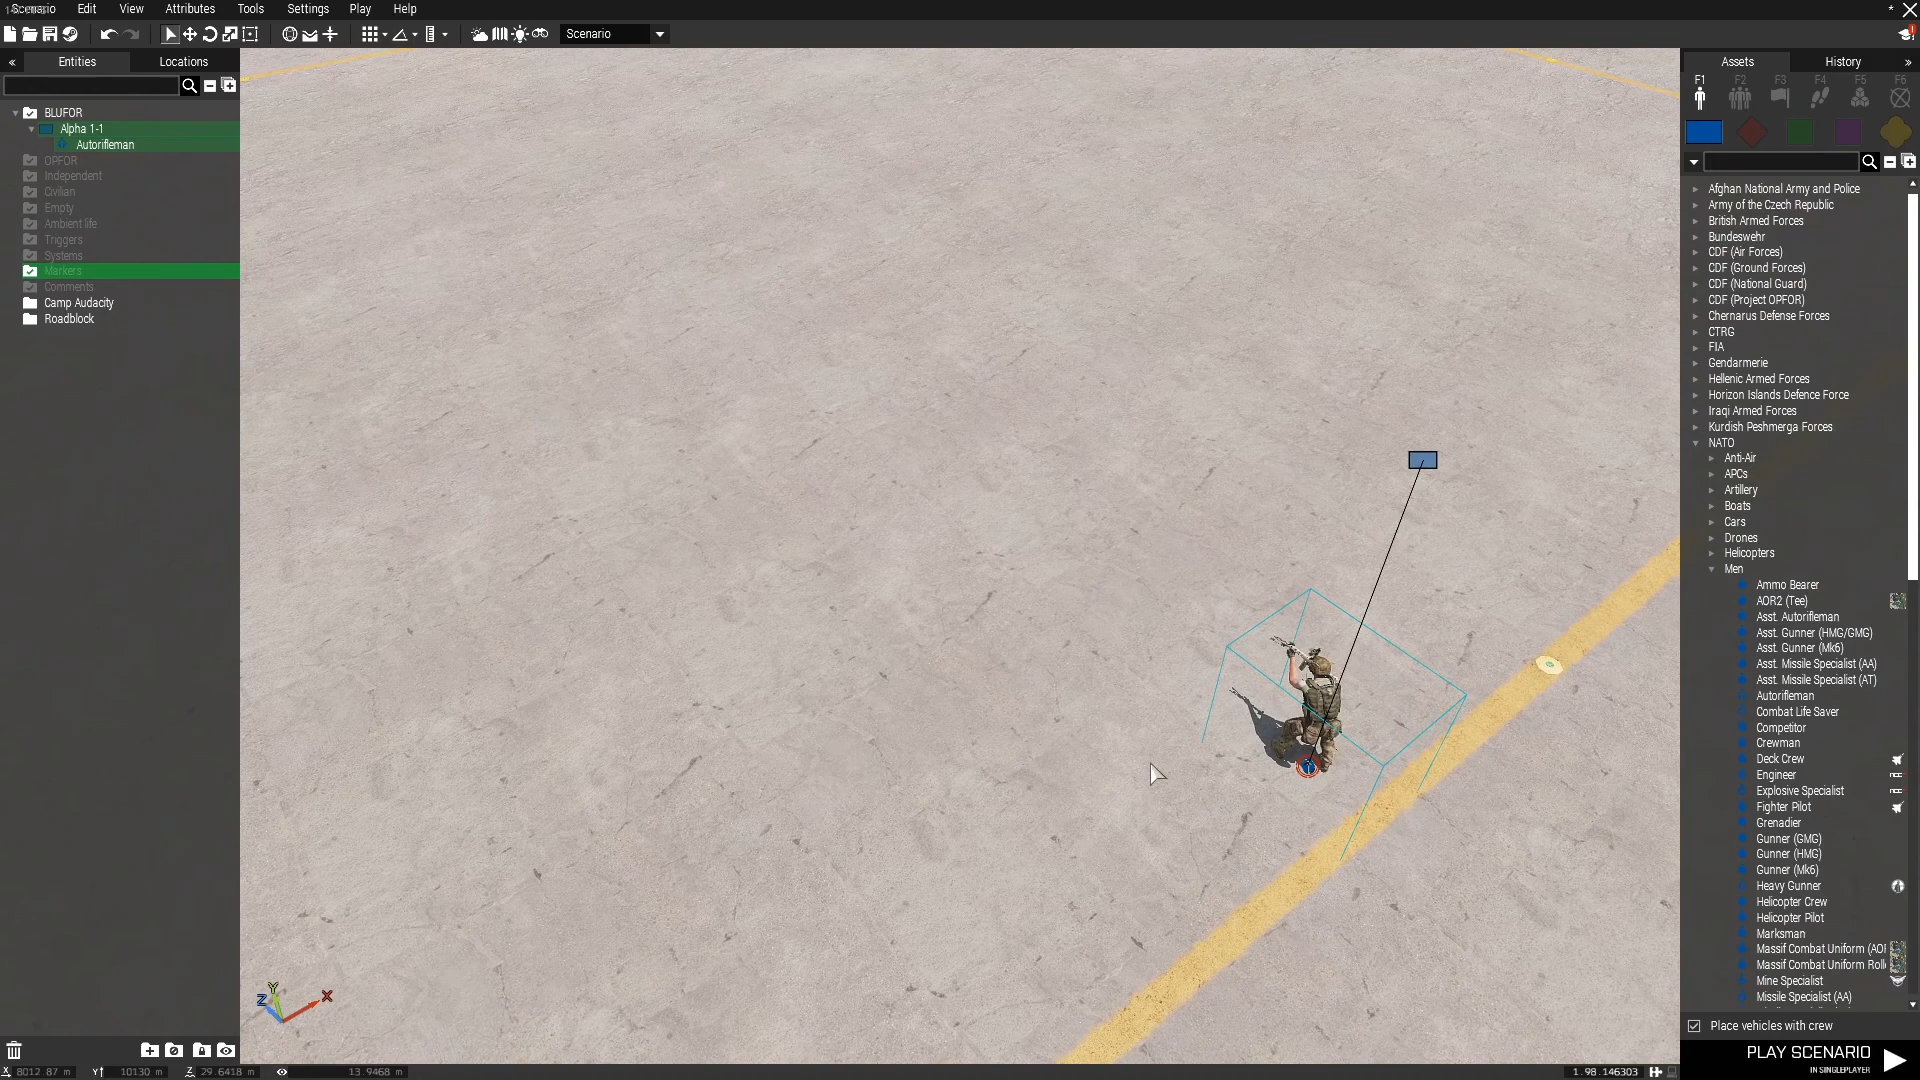 Scenario Edit View Attributes Tools Settings Play Help *
Scenario
Entities Locations
Assets History
F1 F2 F3 F4 F5 F6
BLUFOR
Alpha 1-1
Autorifleman
OPFOR
Independent
Civilian
Empty
Ambient life
Triggers
Systems
Markers
Comments
Camp Audacity
Roadblock
Afghan National Army and Police
Army of the Czech Republic
British Armed Forces
Bundeswehr
CDF (Air Forces)
CDF (Ground Forces)
CDF (National Guard)
CDF (Project OPFOR)
Chernarus Defense Forces
CTRG
FIA
Gendarmerie
Hellenic Armed Forces
Horizon Islands Defence Force
Iraqi Armed Forces
Kurdish Peshmerga Forces
NATO
Anti-Air
APCs
Artillery
Boats
Cars
Drones
Helicopters
Men
Ammo Bearer
AOR2 (Tee)
Asst. Autorifleman
Asst. Gunner (HMG/GMG)
Asst. Gunner (Mk6)
Asst. Missile Specialist (AA)
Asst. Missile Specialist (AT)
Autorifleman
Combat Life Saver
Competitor
Crewman
Deck Crew
Engineer
Explosive Specialist
Fighter Pilot
Grenadier
Gunner (GMG)
Gunner (HMG)
Gunner (Mk6)
Heavy Gunner
Helicopter Crew
Helicopter Pilot
Marksman
Massif Combat Uniform (AOR
Massif Combat Uniform Roll
Mine Specialist
Missile Specialist (AA)
Place vehicles with crew
PLAY SCENARIO
IN SINGLEPLAYER
Z Y X
X 8012.87 m Y 10130 m Z 29.6418 m 13.9468 m 1.98.146303